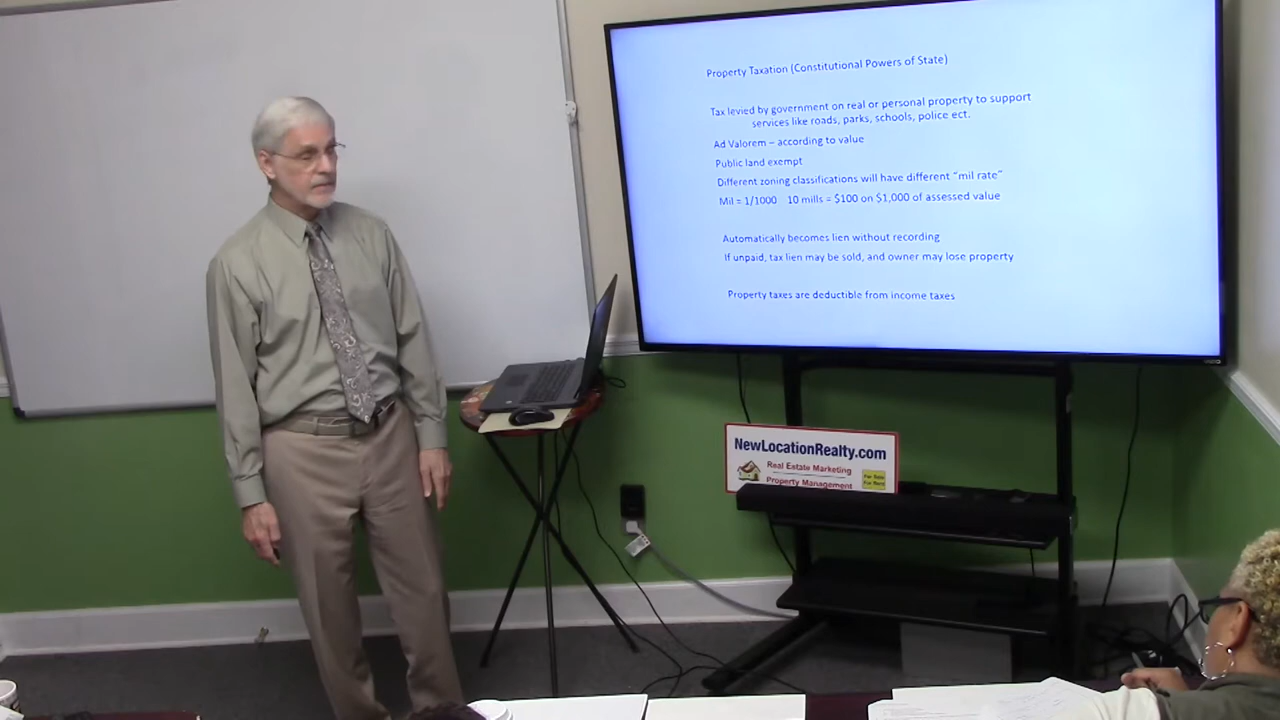 Property Taxation (Constitutional Powers of State)
Tax levied by government on real or personal property to support
services like roads, parks, schools, police ect.
Ad Valorem – according to value
Public land exempt
Different zoning classifications will have different “mil rate”
Mil = 1/1000 10 mills = $100 on $1,000 of assessed value
Automatically becomes lien without recording
If unpaid, tax lien may be sold, and owner may lose property
Property taxes are deductible from income taxes
NewLocationRealty.com
Real Estate Marketing
Property Management
For Sale
For Rent